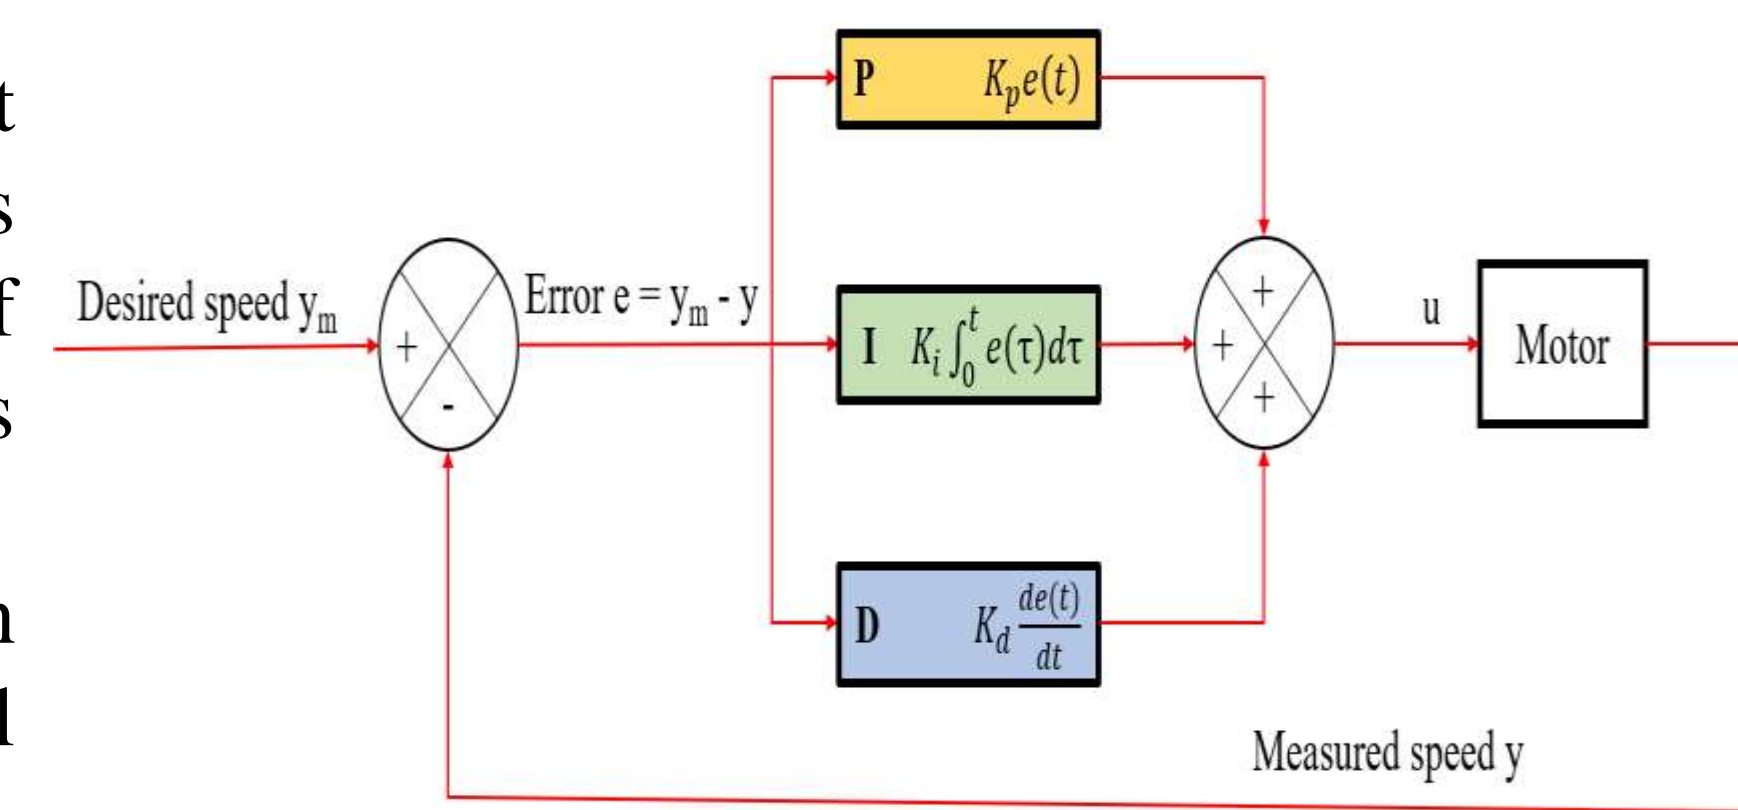 t
s
f
s
n
l
P K_p e(t)
Desired speed y_m
+
-
Error e = y_m - y
I K_i ∫_0^t e(τ)dτ
+
+
+
u
Motor
D K_d de(t)/dt
Measured speed y